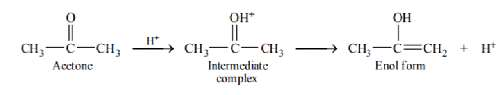 O OH⁺ OH
CH₃—C—CH₃ H⁺ CH₃—C—CH₃ CH₃—C=CH₂ + H⁺
Acetone Intermediate complex Enol form